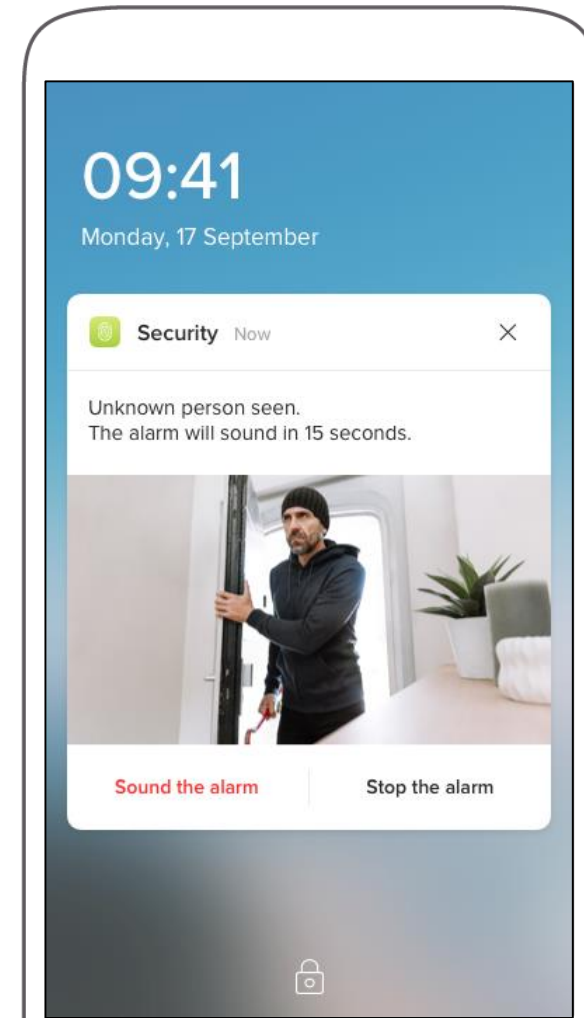 09:41
Monday, 17 September
Security Now
Unknown person seen.
The alarm will sound in 15 seconds.
Sound the alarm
Stop the alarm